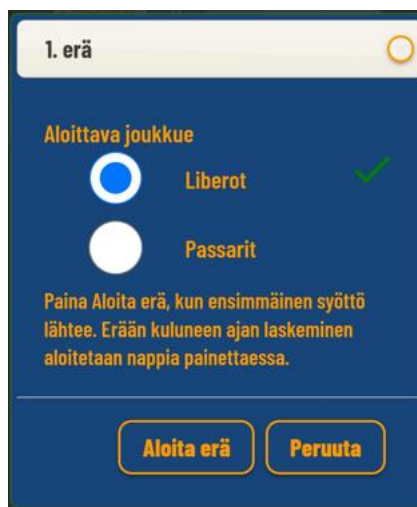 1. erä
Aloittava joukkue
Liberot
Passarit
Paina Aloita erä, kun ensimmäinen syöttö
lähtee. Erään kuluneen ajan laskeminen
aloitetaan nappia painettaessa.
Aloita erä
Peruuta